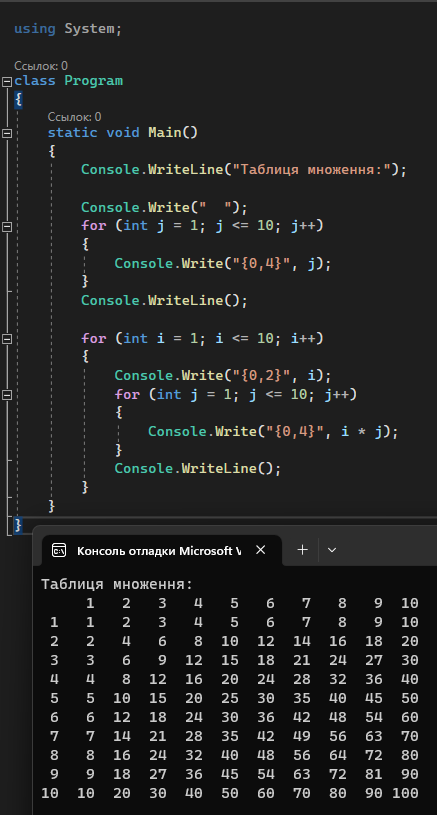 using System;
Ссылок: 0
class Program
{
Ссылок: 0
static void Main()
{
Console.WriteLine("Таблиця множення:");
Console.Write("  ");
for (int j = 1; j <= 10; j++)
{
Console.Write("{0,4}", j);
}
Console.WriteLine();
for (int i = 1; i <= 10; i++)
{
Console.Write("{0,2}", i);
for (int j = 1; j <= 10; j++)
{
Console.Write("{0,4}", i * j);
}
Console.WriteLine();
}
}
}
Консоль отладки Microsoft V
Таблиця множення:
1 2 3 4 5 6 7 8 9 10
1 1 2 3 4 5 6 7 8 9 10
2 2 4 6 8 10 12 14 16 18 20
3 3 6 9 12 15 18 21 24 27 30
4 4 8 12 16 20 24 28 32 36 40
5 5 10 15 20 25 30 35 40 45 50
6 6 12 18 24 30 36 42 48 54 60
7 7 14 21 28 35 42 49 56 63 70
8 8 16 24 32 40 48 56 64 72 80
9 9 18 27 36 45 54 63 72 81 90
10 10 20 30 40 50 60 70 80 90 100